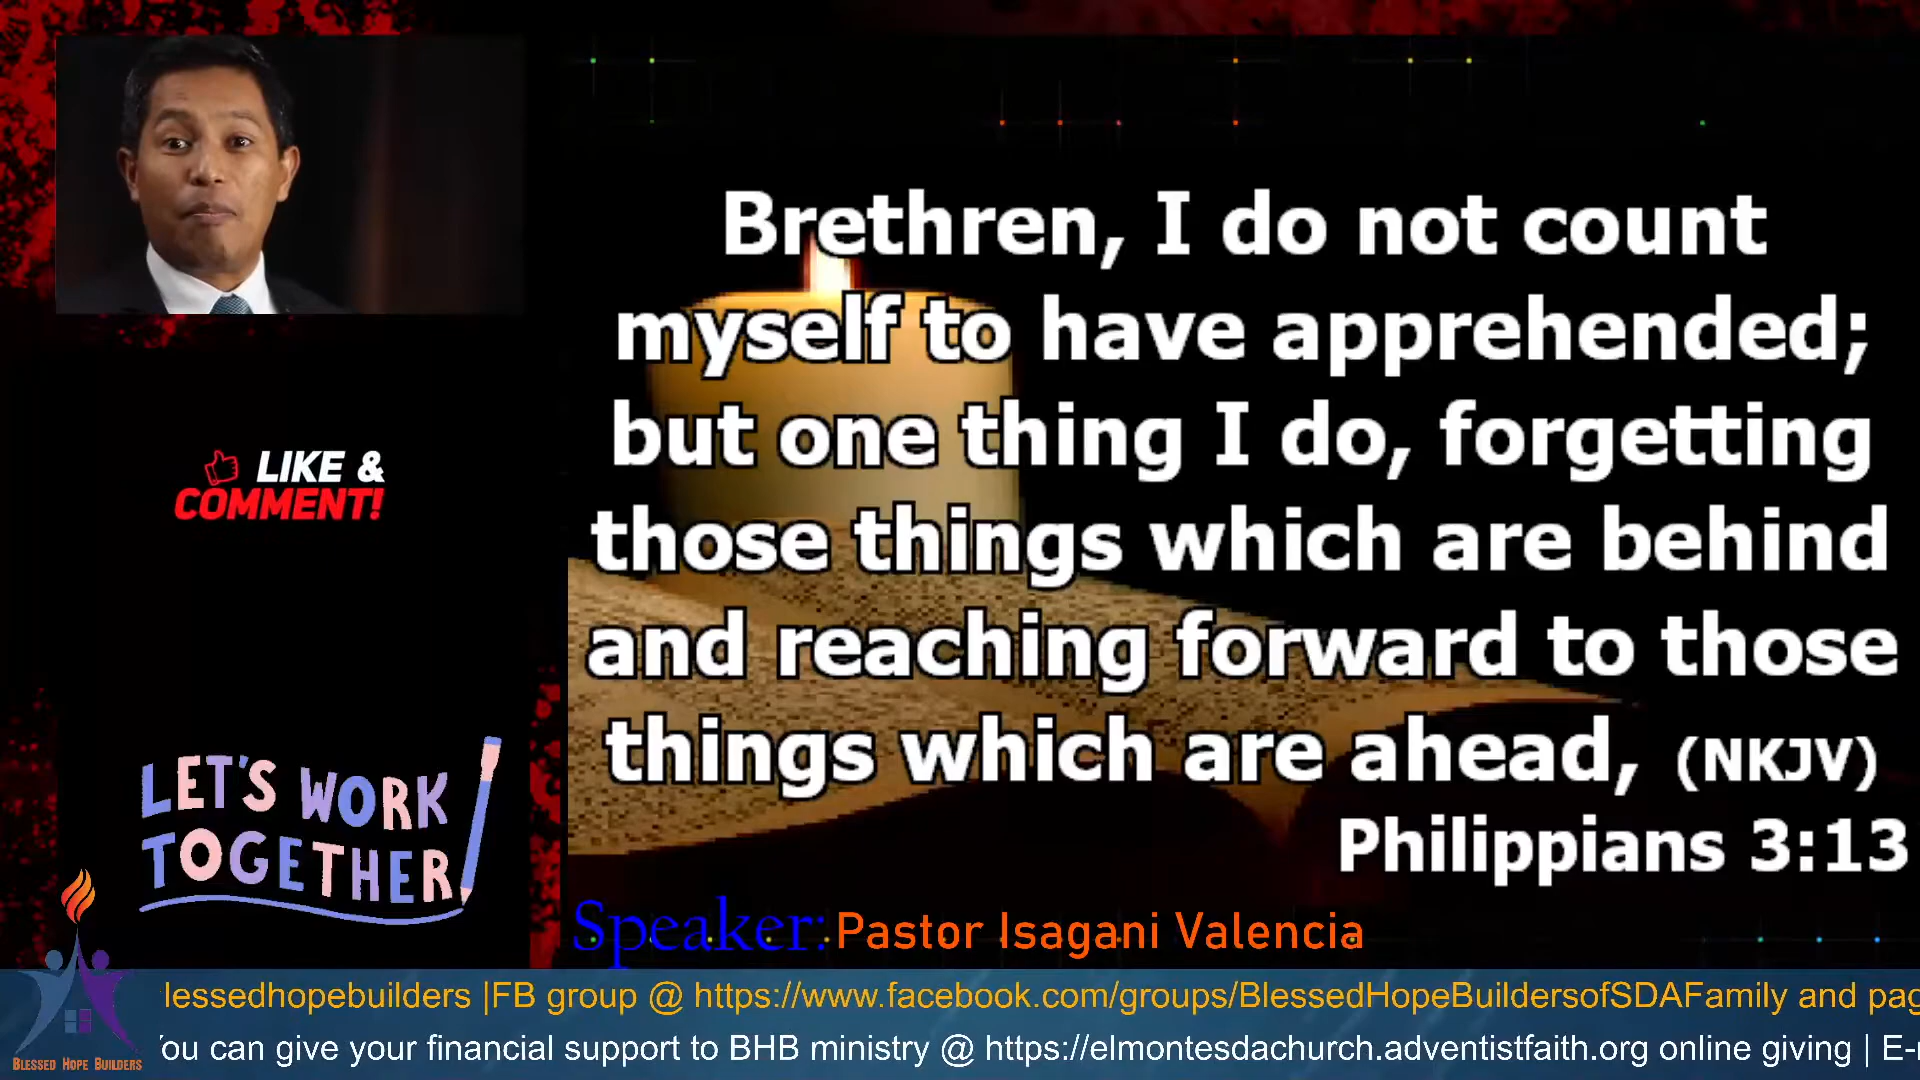 Brethren, I do not count
myself to have apprehended;
but one thing I do, forgetting
those things which are behind
and reaching forward to those
things which are ahead, (NKJV)
Philippians 3:13
LIKE &
COMMENT!
LET'S WORK
TOGETHER
Speaker: Pastor Isagani Valencia
lessedhopebuilders |FB group @ https://www.facebook.com/groups/BlessedHopeBuildersofSDAFamily and pag
ou can give your financial support to BHB ministry @ https://elmontesdachurch.adventistfaith.org online giving | E-
BLESSED HOPE BUILDERS